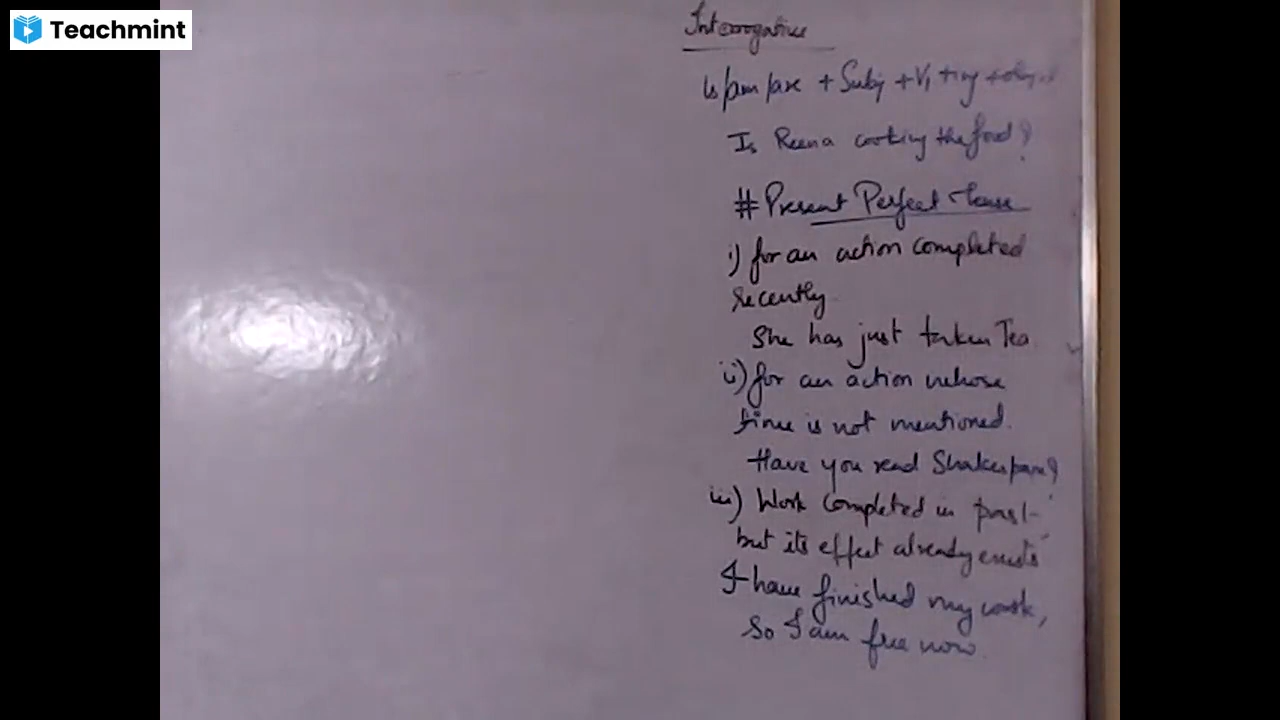 Teachmint
Interrogative
Is/am/are + Subj + V1 + ing + obj
Is Reena cooking the food?
# Present Perfect Tense
i) for an action completed
recently
She has just taken Tea
ii) for an action whose
time is not mentioned.
Have you read Shakespare?
iii) Work completed in past
but its effect already exists
I have finished my work,
So I am free now.